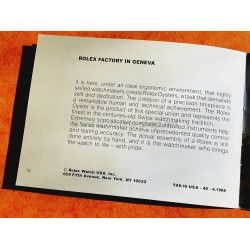 ROLEX FACTORY IN GENEVA
It is here, under an ideal ergonomic environment, that highly
skilled watchmakers create Rolex Oysters, a task that demands
skill and dedication. The creation of a precision timepiece is
a remarkable human and technical achievement. The Rolex
Oyster is the product of this special union and represents the
finest in the centuries-old Swiss watchmaking tradition.
Extremely sophisticated computer-controlled instruments help
the watchmaker achieve unprecedented quality control
and testing accuracy. The actual assembly of a Rolex is still
done entirely by hand, and it is the watchmaker who brings
the watch to life – with pride.
© Rolex Watch USA, Inc.
665 Fifth Avenue, New York, NY 10022
16
USA - 40 - 4.1988